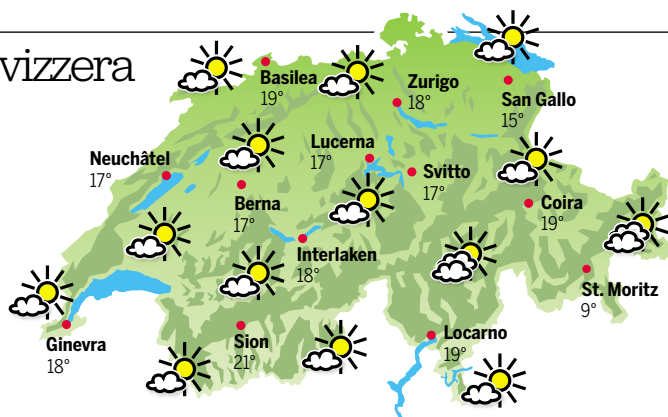 vizzera
Basilea
19°
Zurigo
18°
San Gallo
15°
Neuchâtel
17°
Lucerna
17°
Svitto
17°
Berna
17°
Coira
19°
Interlaken
18°
St. Moritz
9°
Ginevra
18°
Sion
21°
Locarno
19°